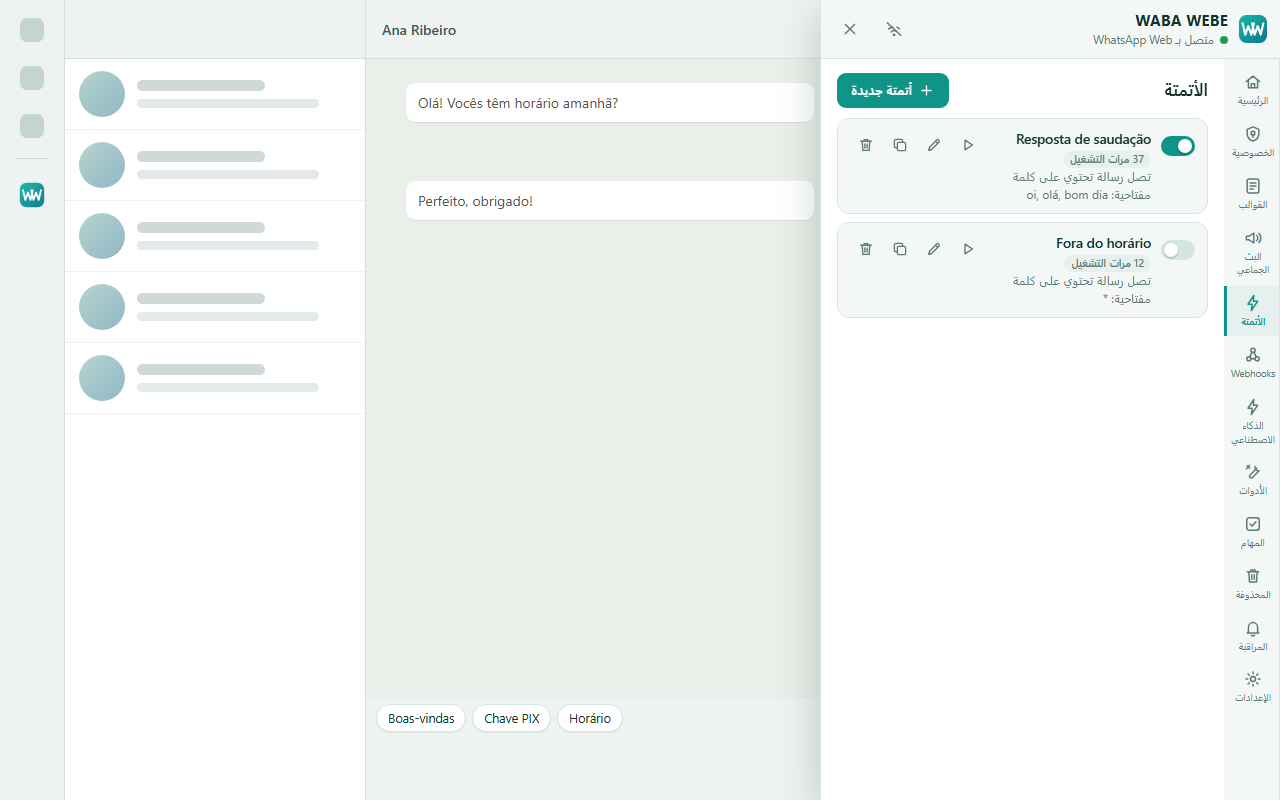 Ana Ribeiro
Olá! Vocês têm horário amanhã?
Perfeito, obrigado!
Boas-vindas
Chave PIX
Horário
WABA WEBE
متصل بـ WhatsApp Web
الأتمتة
أتمتة جديدة
Resposta de saudação
37 مرات التشغيل
تصل رسالة تحتوي على كلمة
مفتاحية: oi, olá, bom dia
Fora do horário
12 مرات التشغيل
تصل رسالة تحتوي على كلمة
مفتاحية: *
الرئيسية
الخصوصية
القوالب
البث
الجماعي
الأتمتة
Webhooks
الذكاء
الاصطناعي
الأدوات
المهام
المحذوفة
المراقبة
الإعدادات